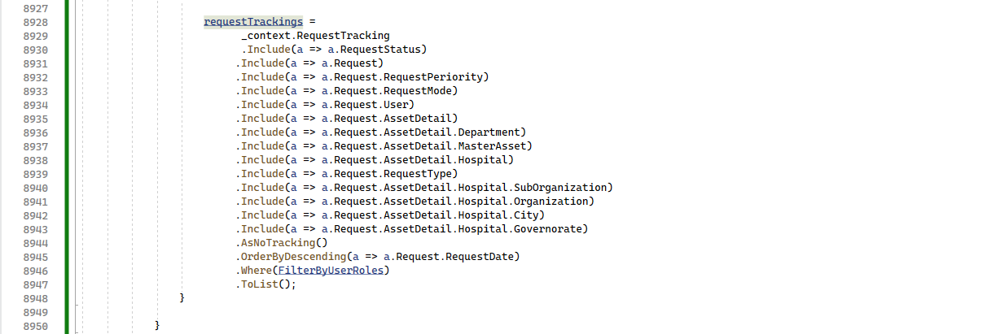 8927
8928 requestTrackings =
8929 _context.RequestTracking
8930 .Include(a => a.RequestStatus)
8931 .Include(a => a.Request)
8932 .Include(a => a.Request.RequestPeriority)
8933 .Include(a => a.Request.RequestMode)
8934 .Include(a => a.Request.User)
8935 .Include(a => a.Request.AssetDetail)
8936 .Include(a => a.Request.AssetDetail.Department)
8937 .Include(a => a.Request.AssetDetail.MasterAsset)
8938 .Include(a => a.Request.AssetDetail.Hospital)
8939 .Include(a => a.Request.RequestType)
8940 .Include(a => a.Request.AssetDetail.Hospital.SubOrganization)
8941 .Include(a => a.Request.AssetDetail.Hospital.Organization)
8942 .Include(a => a.Request.AssetDetail.Hospital.City)
8943 .Include(a => a.Request.AssetDetail.Hospital.Governorate)
8944 .AsNoTracking()
8945 .OrderByDescending(a => a.Request.RequestDate)
8946 .Where(FilterByUserRoles)
8947 .ToList();
8948 }
8949
8950 }